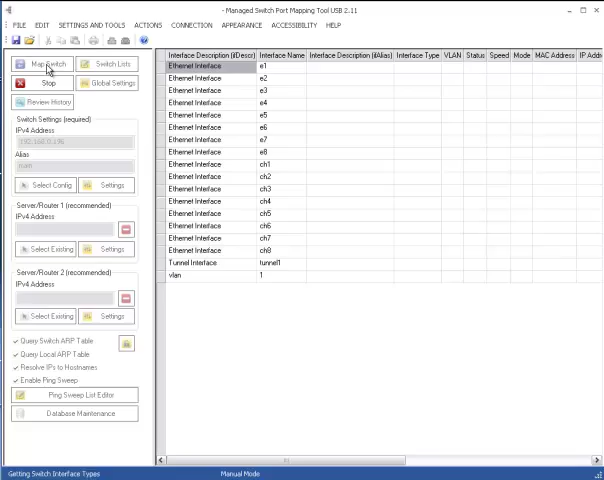 - Managed Switch Port Mapping Tool USB 2.11
FILE EDIT SETTINGS AND TOOLS ACTIONS CONNECTION APPEARANCE ACCESSIBILITY HELP
Map Switch Switch Lists
Stop Global Settings
Review History
Switch Settings (required)
IPv4 Address
192.168.0.196
Alias
Select Config Settings
Server/Router 1 (recommended)
IPv4 Address
Select Existing Settings
Server/Router 2 (recommended)
IPv4 Address
Select Existing Settings
Query Switch ARP Table
Query Local ARP Table
Resolve IPs to Hostnames
Enable Ping Sweep
Ping Sweep List Editor
Database Maintenance
Interface Description (ifDescr) Interface Name Interface Description (ifAlias) Interface Type VLAN Status Speed Mode MAC Address IP Addr
Ethernet Interface e1
Ethernet Interface e2
Ethernet Interface e3
Ethernet Interface e4
Ethernet Interface e5
Ethernet Interface e6
Ethernet Interface e7
Ethernet Interface e8
Ethernet Interface ch1
Ethernet Interface ch2
Ethernet Interface ch3
Ethernet Interface ch4
Ethernet Interface ch5
Ethernet Interface ch6
Ethernet Interface ch7
Ethernet Interface ch8
Tunnel Interface tunnel1
vlan 1
Getting Switch Interface Types Manual Mode